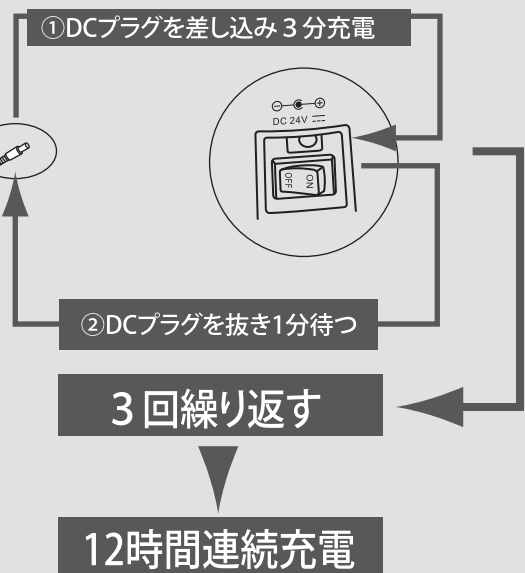 ①DCプラグを差し込み3分充電
DC 24V
OFF ON
②DCプラグを抜き1分待つ
3回繰り返す
12時間連続充電